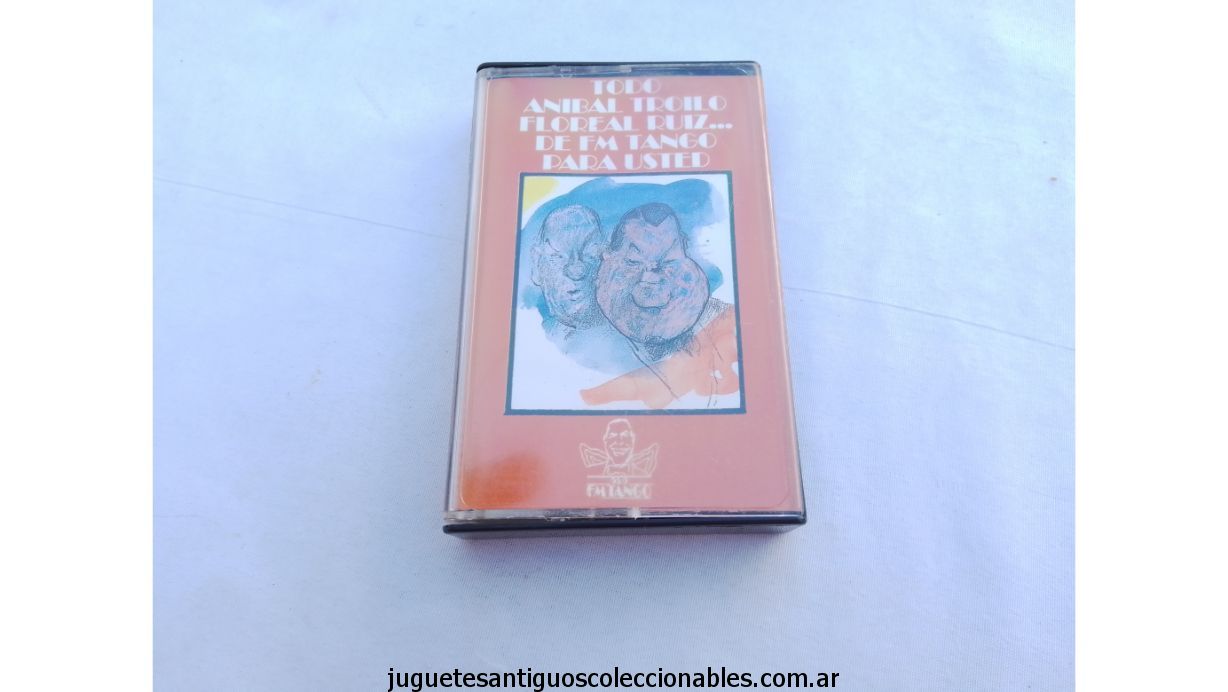 TODO
ANIBAL TROILO
FLOREAL RUIZ...
DE FM TANGO
PARA USTED
FM TANGO
juguetesantiguoscoleccionables.com.ar